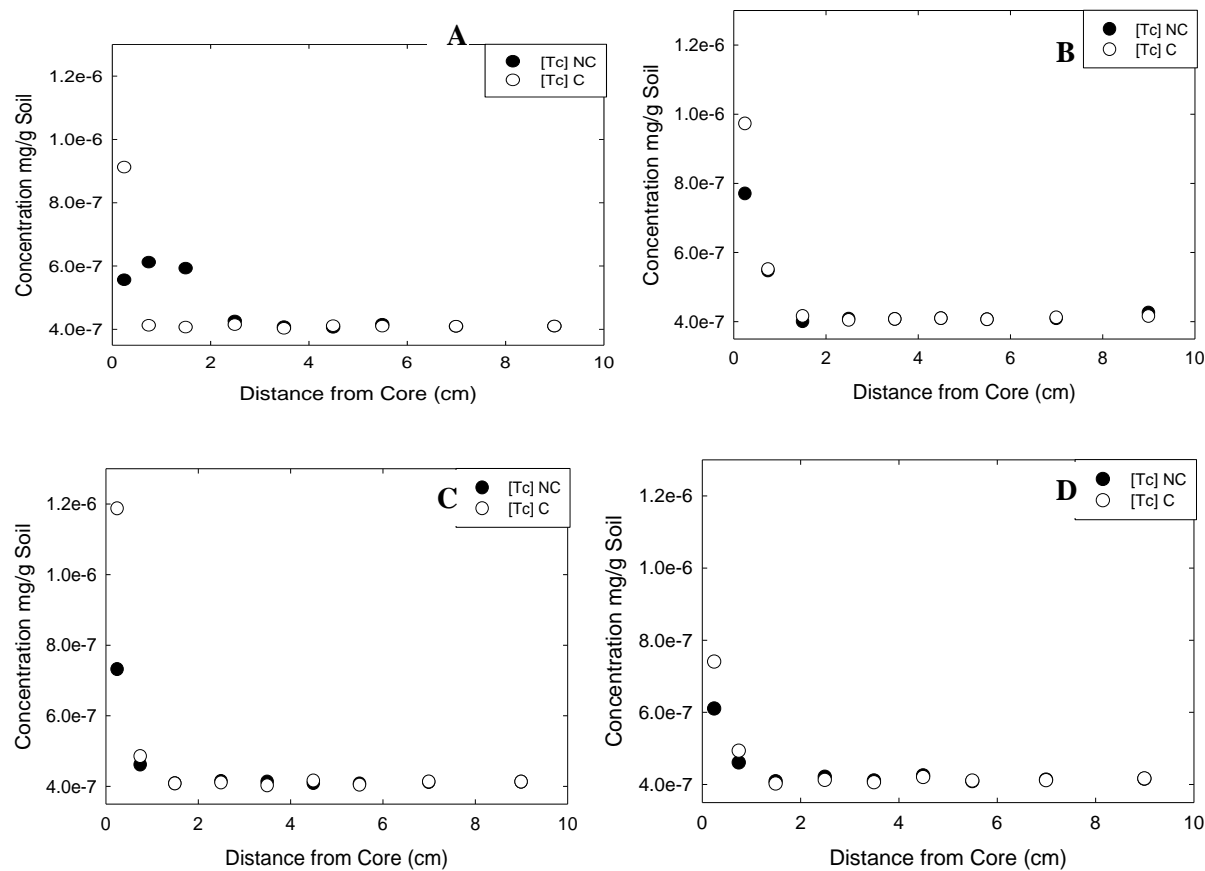 A
[Tc] NC
[Tc] C
Concentration mg/g Soil
1.2e-6
1.0e-6
8.0e-7
6.0e-7
4.0e-7
0 2 4 6 8 10
Distance from Core (cm)
B
[Tc] NC
[Tc] C
Concentration mg/g Soil
1.2e-6
1.0e-6
8.0e-7
6.0e-7
4.0e-7
0 2 4 6 8 10
Distance from Core (cm)
C
[Tc] NC
[Tc] C
Concentration mg/g Soil
1.2e-6
1.0e-6
8.0e-7
6.0e-7
4.0e-7
0 2 4 6 8 10
Distance from Core (cm)
D
[Tc] NC
[Tc] C
Concentration mg/g Soil
1.2e-6
1.0e-6
8.0e-7
6.0e-7
4.0e-7
0 2 4 6 8 10
Distance from Core (cm)